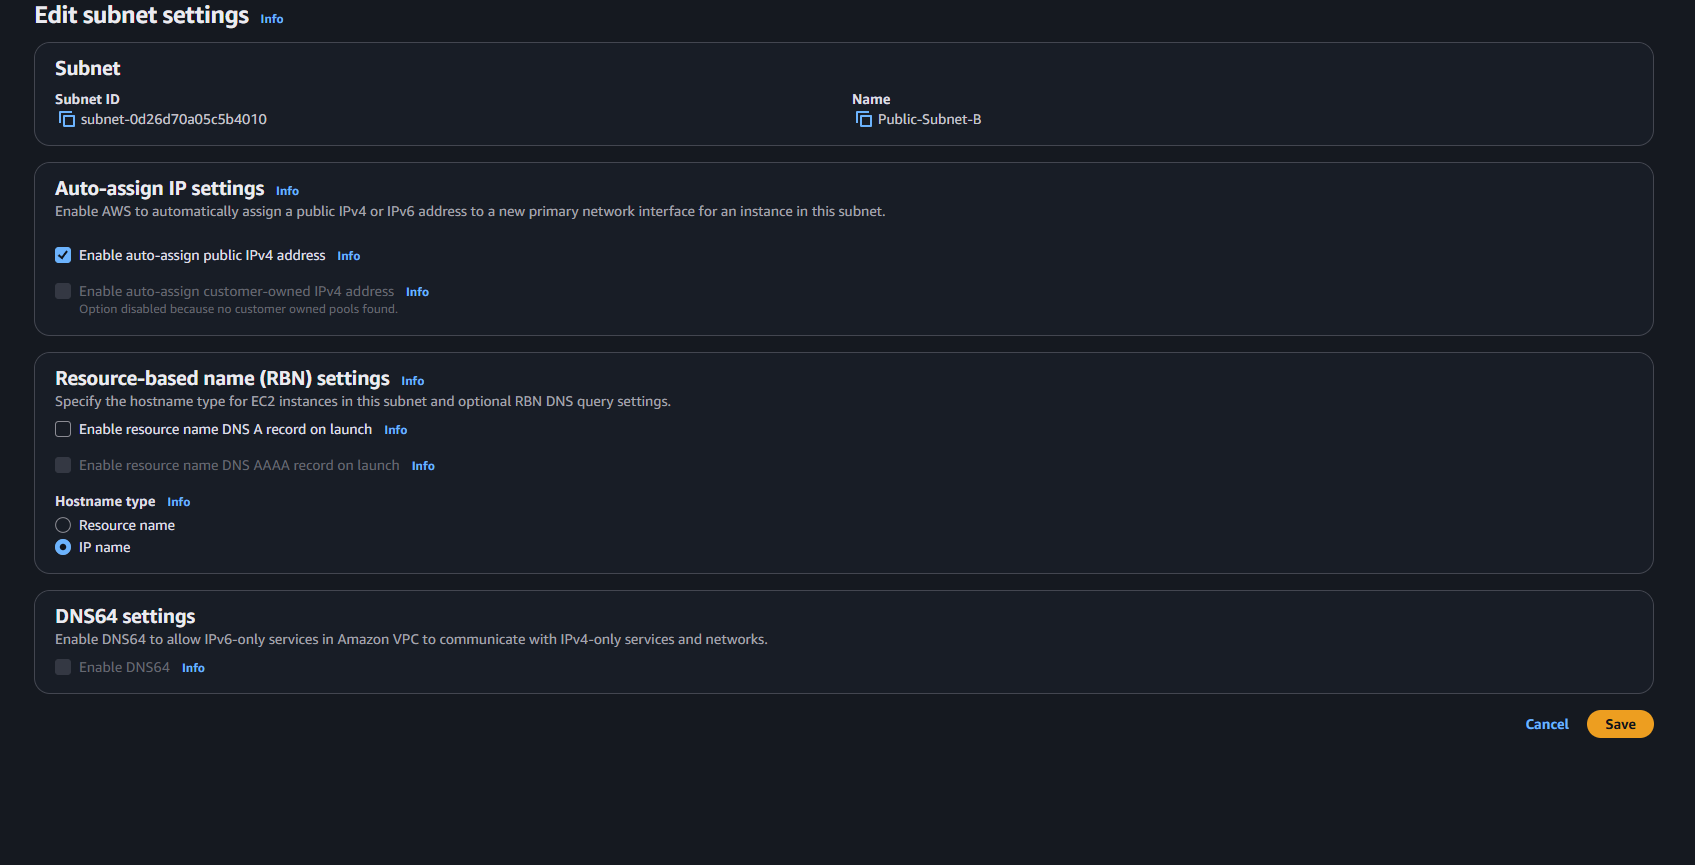 Edit subnet settings Info
Subnet
Subnet ID
subnet-0d26d70a05c5b4010
Name
Public-Subnet-B
Auto-assign IP settings Info
Enable AWS to automatically assign a public IPv4 or IPv6 address to a new primary network interface for an instance in this subnet.
Enable auto-assign public IPv4 address Info
Enable auto-assign customer-owned IPv4 address Info
Option disabled because no customer owned pools found.
Resource-based name (RBN) settings Info
Specify the hostname type for EC2 instances in this subnet and optional RBN DNS query settings.
Enable resource name DNS A record on launch Info
Enable resource name DNS AAAA record on launch Info
Hostname type Info
Resource name
IP name
DNS64 settings
Enable DNS64 to allow IPv6-only services in Amazon VPC to communicate with IPv4-only services and networks.
Enable DNS64 Info
Cancel Save